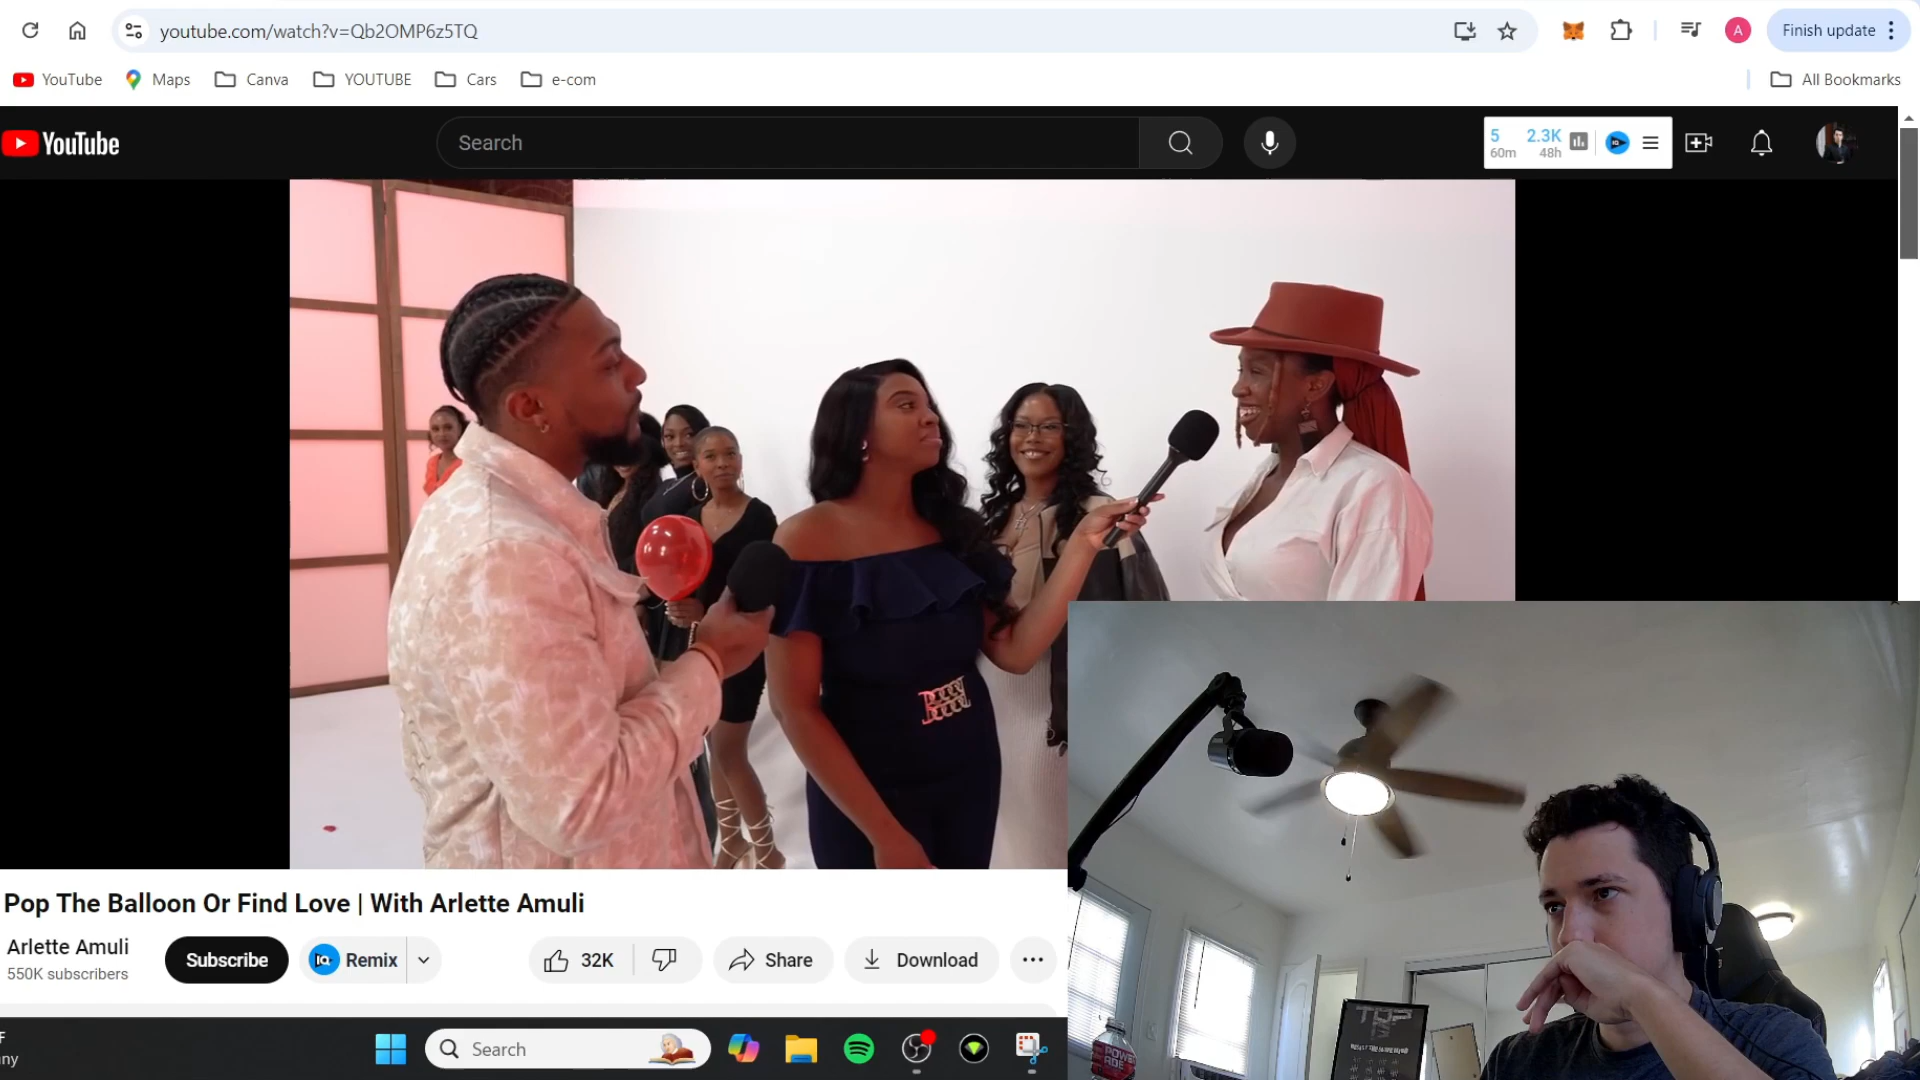 youtube.com/watch?v=Qb2OMP6z5TQ
A
Finish update
YouTube
Maps
Canva
YOUTUBE
Cars
e-com
All Bookmarks
YouTube
Search
5
60m
2.3K
48h
Pop The Balloon Or Find Love | With Arlette Amuli
Arlette Amuli
550K subscribers
Subscribe
Remix
32K
Share
Download
Search
TOP
POWERADE